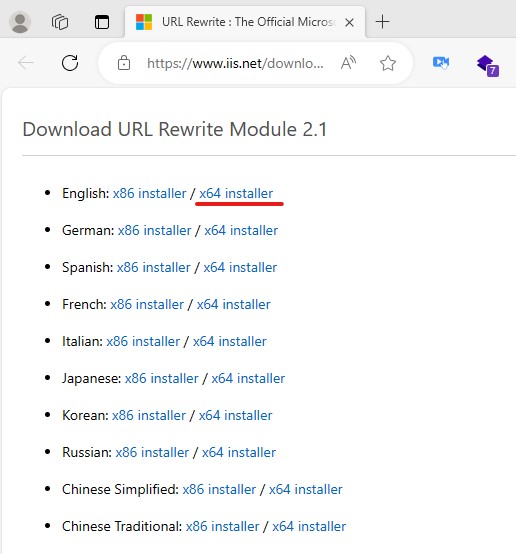 URL Rewrite : The Official Micros
https://www.iis.net/downlo...
7
Download URL Rewrite Module 2.1
• English: x86 installer / x64 installer
• German: x86 installer / x64 installer
• Spanish: x86 installer / x64 installer
• French: x86 installer / x64 installer
• Italian: x86 installer / x64 installer
• Japanese: x86 installer / x64 installer
• Korean: x86 installer / x64 installer
• Russian: x86 installer / x64 installer
• Chinese Simplified: x86 installer / x64 installer
• Chinese Traditional: x86 installer / x64 installer